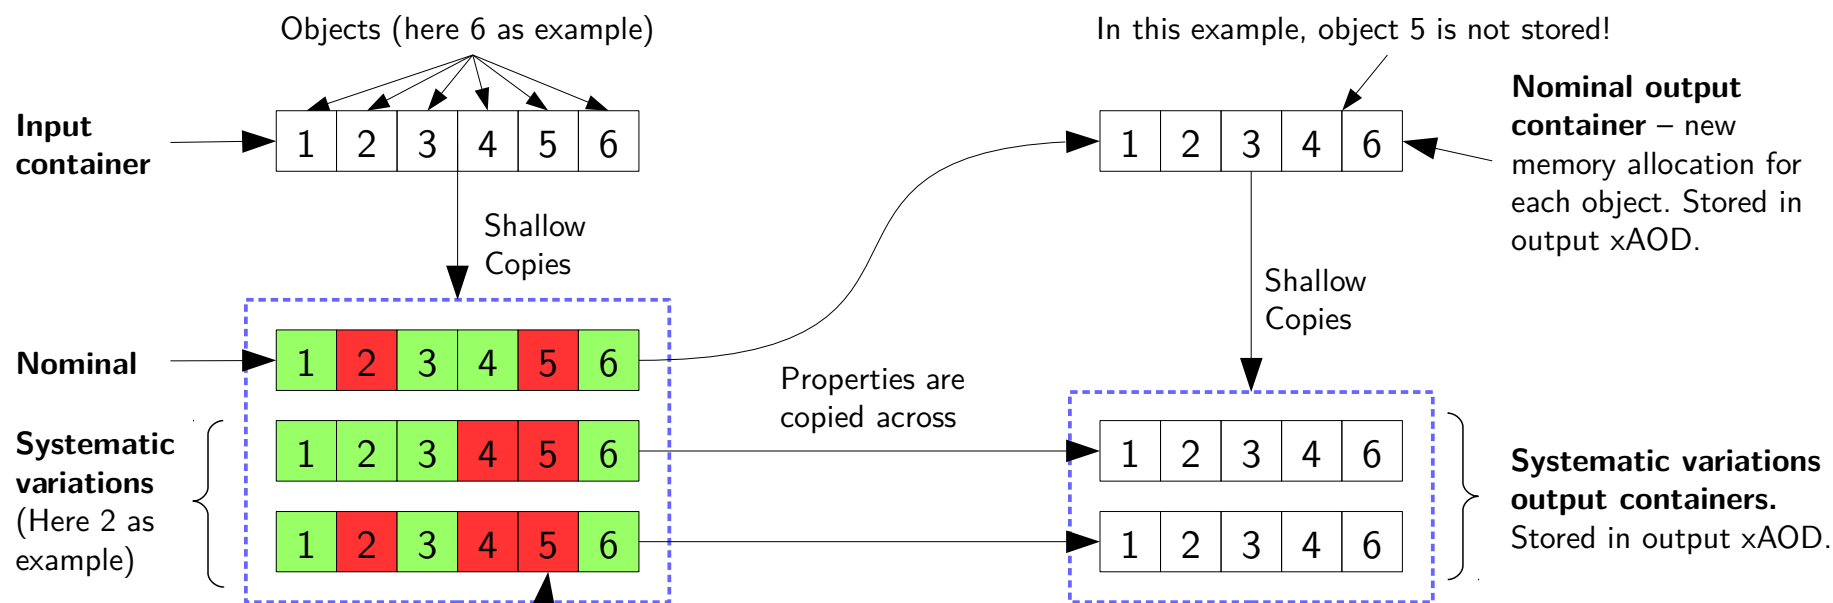 Objects (here 6 as example)
In this example, object 5 is not stored!
Input
container
1 2 3 4 5 6
1 2 3 4 6
Nominal output
container – new
memory allocation for
each object. Stored in
output xAOD.
Shallow
Copies
Shallow
Copies
Nominal
1 2 3 4 5 6
Properties are
copied across
Systematic
variations
(Here 2 as
example)
1 2 3 4 5 6
1 2 3 4 5 6
1 2 3 4 6
1 2 3 4 6
Systematic variations
output containers.
Stored in output xAOD.